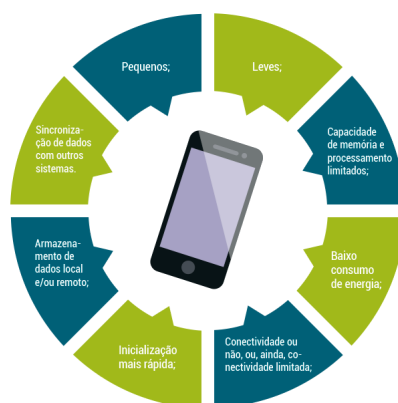 Pequenos;
Leves;
Capacidade
de memória e
processamento
limitados;
Baixo
consumo
de energia;
Conectividade ou
não, ou, ainda, co-
nectividade limitada;
Inicialização
mais rápida;
Armazena-
mento de
dados local
e/ou remoto;
Sincroniza-
ção de dados
com outros
sistemas.